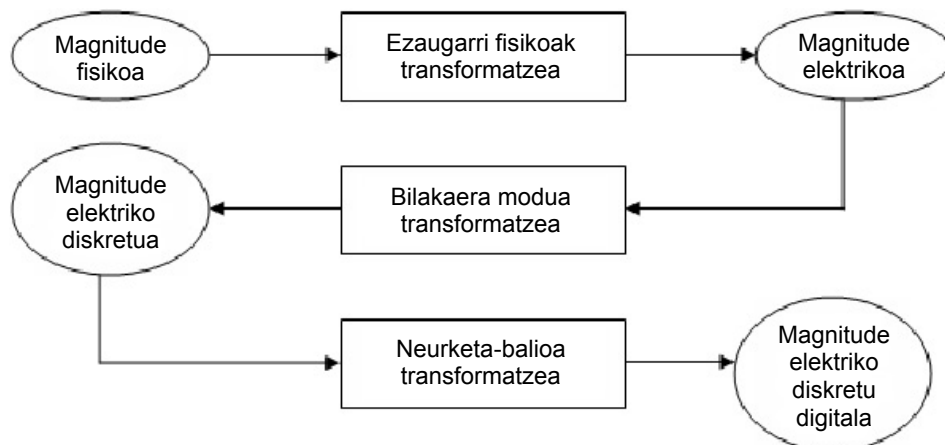 Magnitude
fisikoa
Ezaugarri fisikoak
transformatzea
Magnitude
elektrikoa
Magnitude
elektriko
diskretua
Bilakaera modua
transformatzea
Neurketa-balioa
transformatzea
Magnitude
elektriko
diskretu
digitala